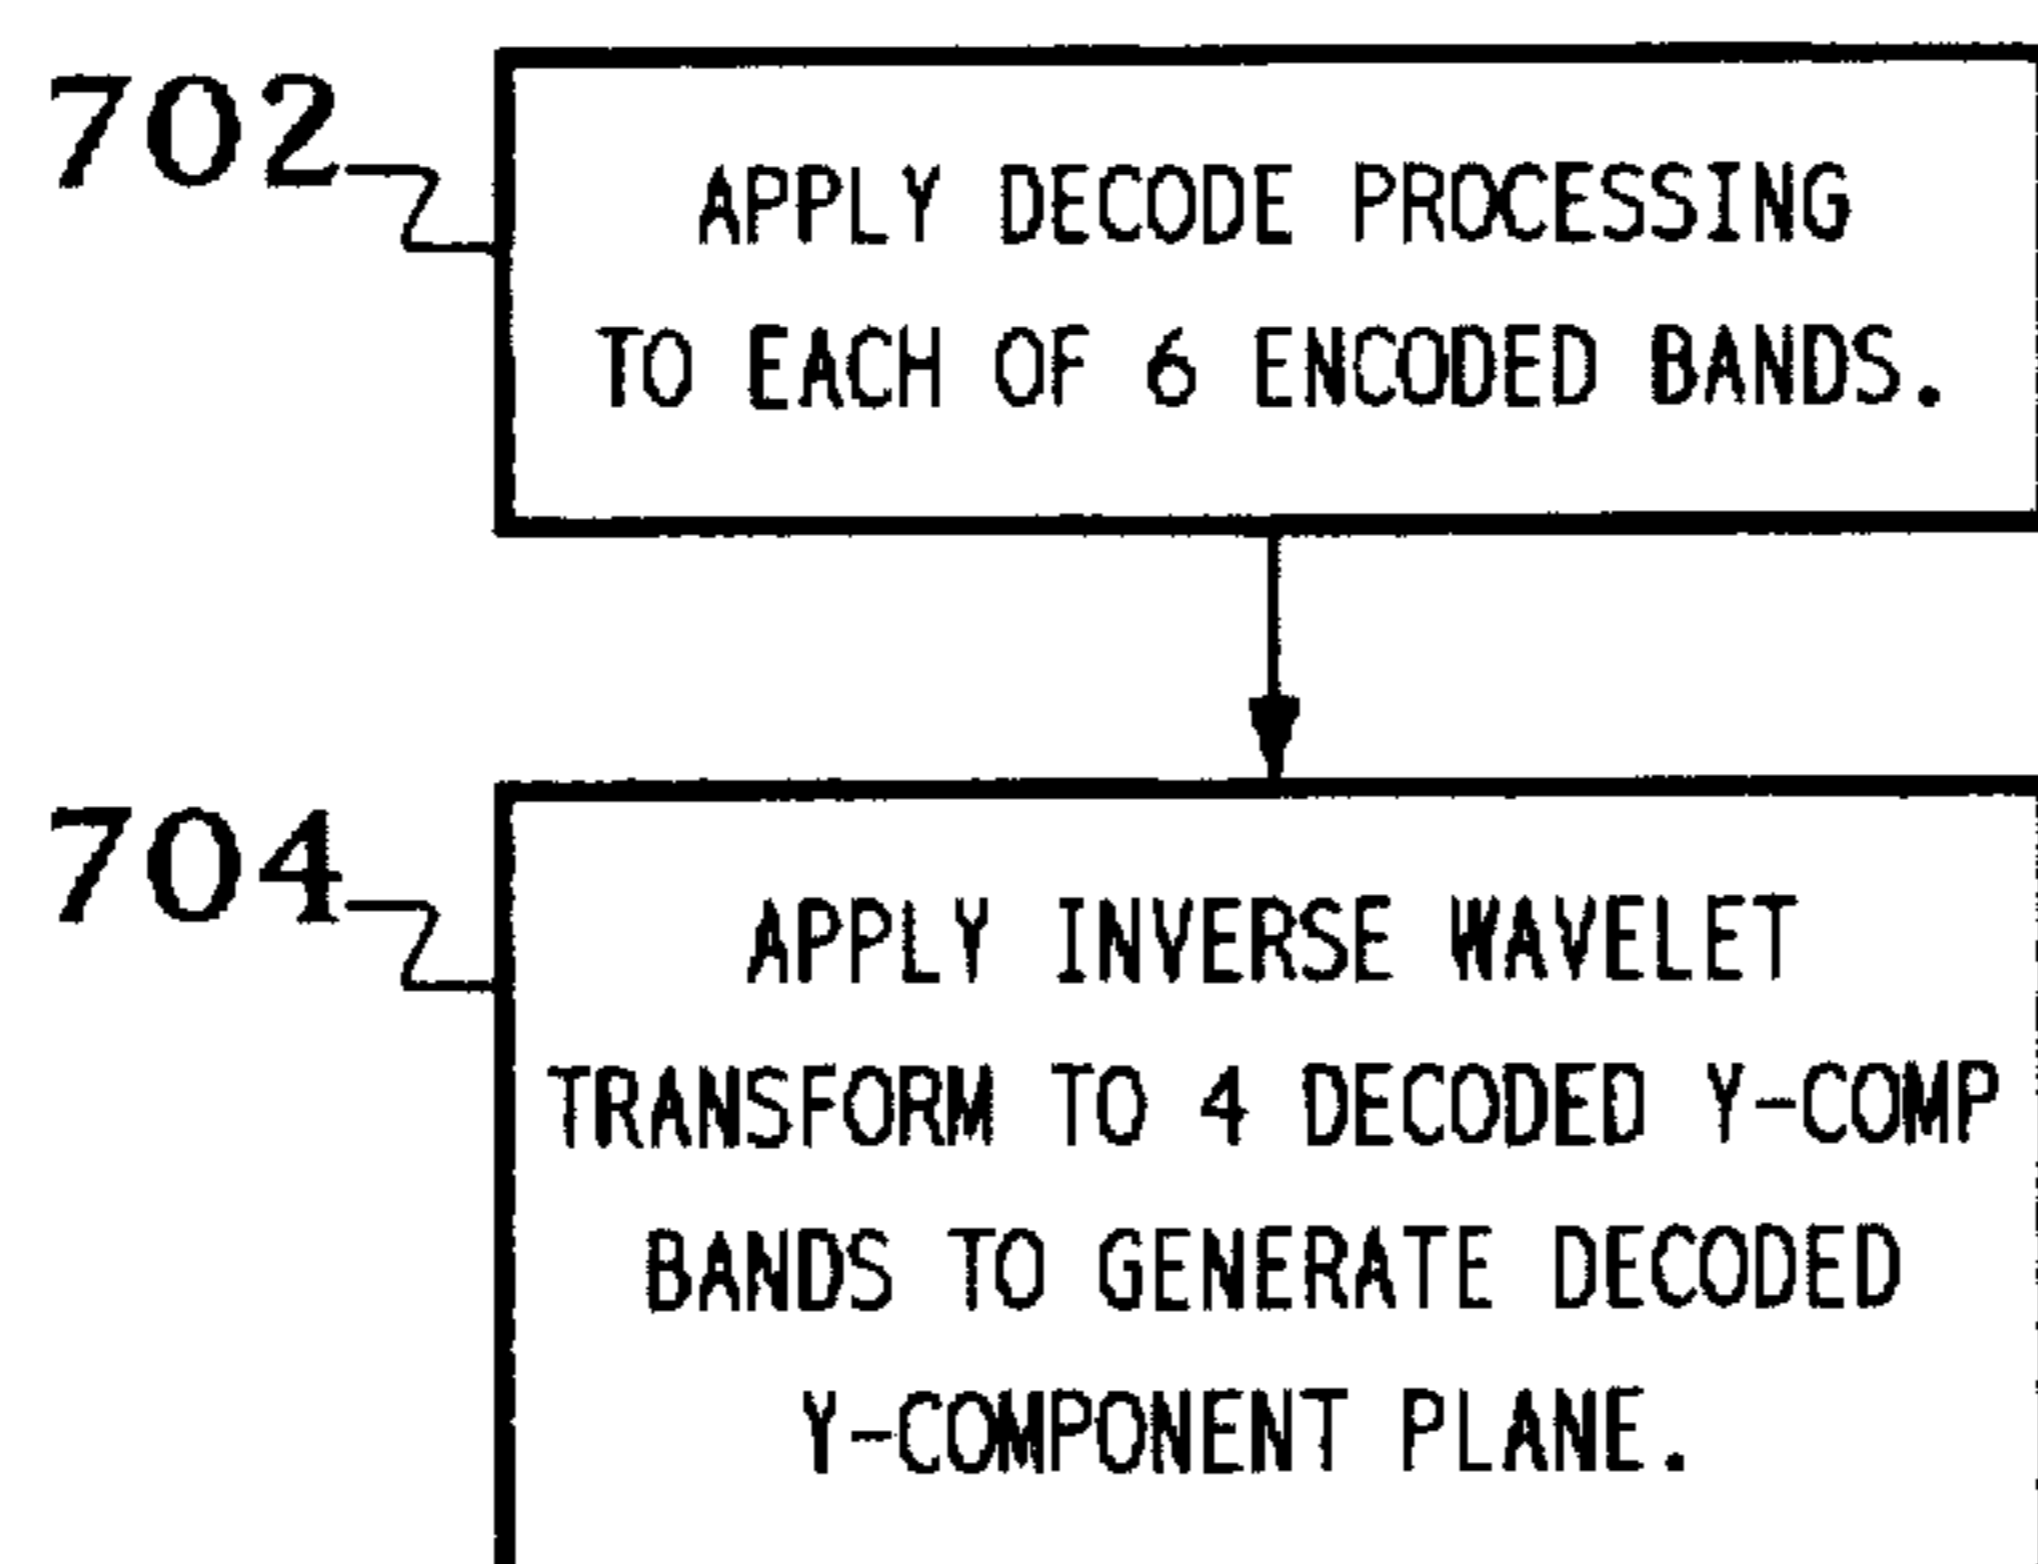 702
APPLY DECODE PROCESSING
TO EACH OF 6 ENCODED BANDS.
704
APPLY INVERSE WAVELET
TRANSFORM TO 4 DECODED Y-COMP
BANDS TO GENERATE DECODED
Y-COMPONENT PLANE.